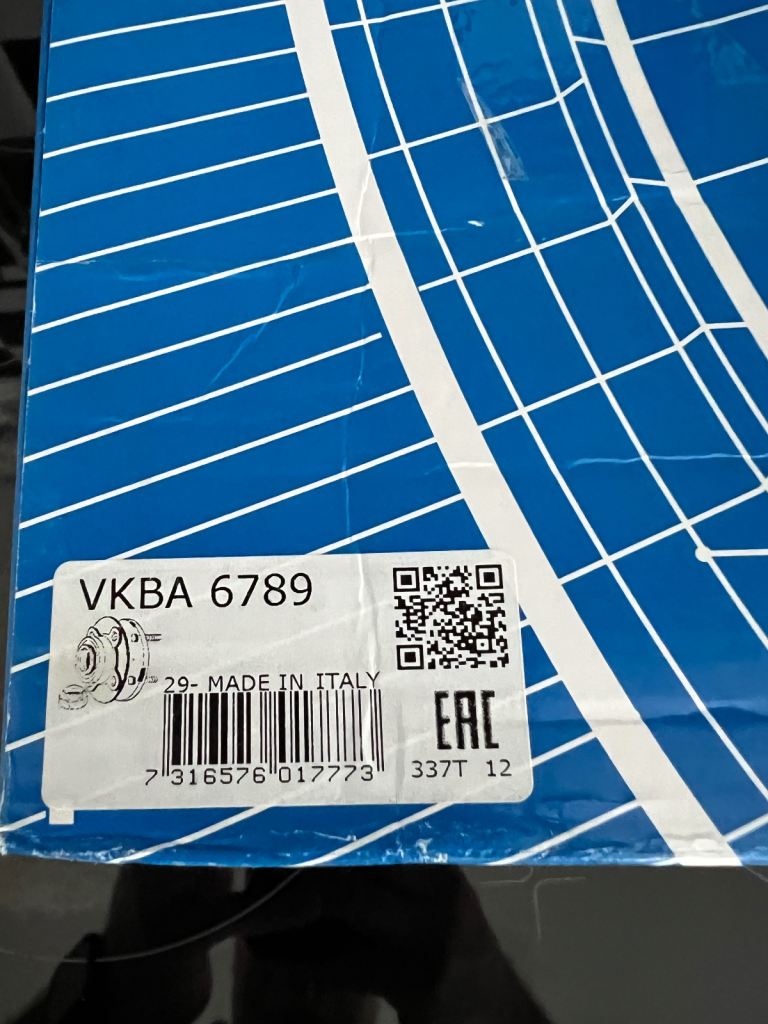 VKBA 6789
29- MADE IN ITALY
EAC
7 316576 017773
337T 12